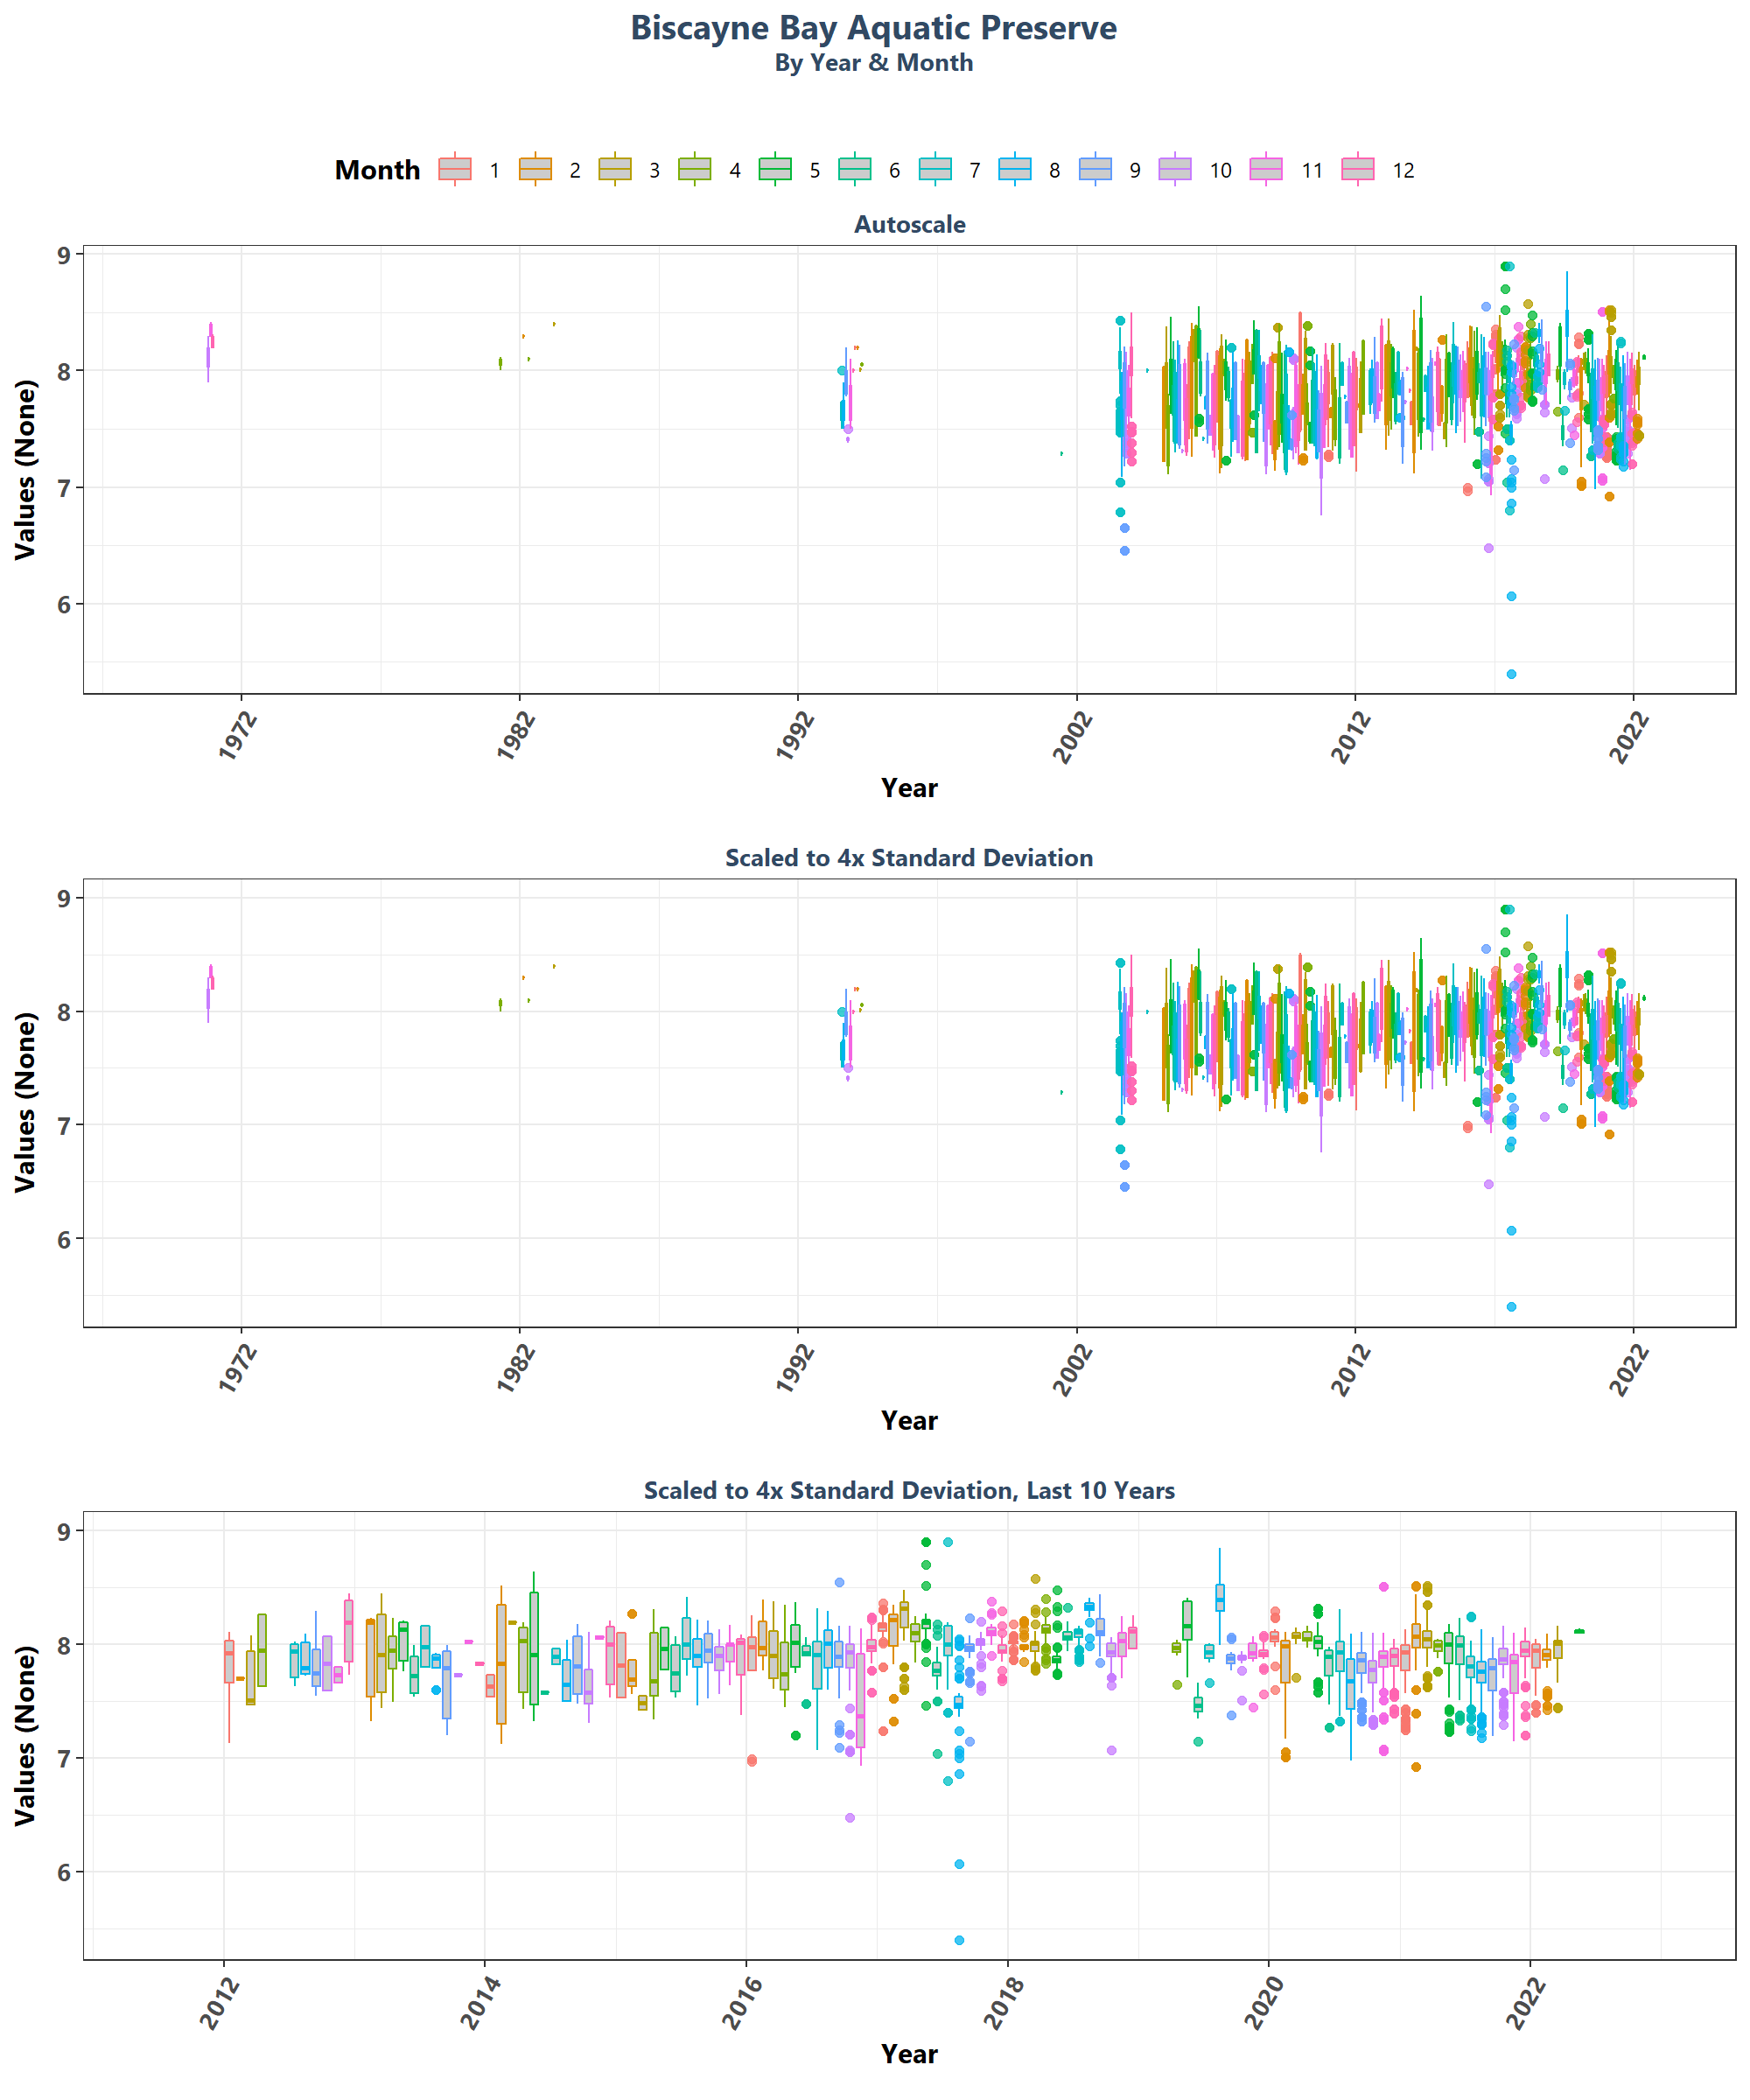 Biscayne Bay Aquatic Preserve
By Year & Month
Month 1 2 3 4 5 6 7 8 9 10 11 12
Autoscale
9
8
7
6
Values (None)
1972 1982 1992 2002 2012 2022
Year
Scaled to 4x Standard Deviation
9
8
7
6
Values (None)
1972 1982 1992 2002 2012 2022
Year
Scaled to 4x Standard Deviation, Last 10 Years
9
8
7
6
Values (None)
2012 2014 2016 2018 2020 2022
Year